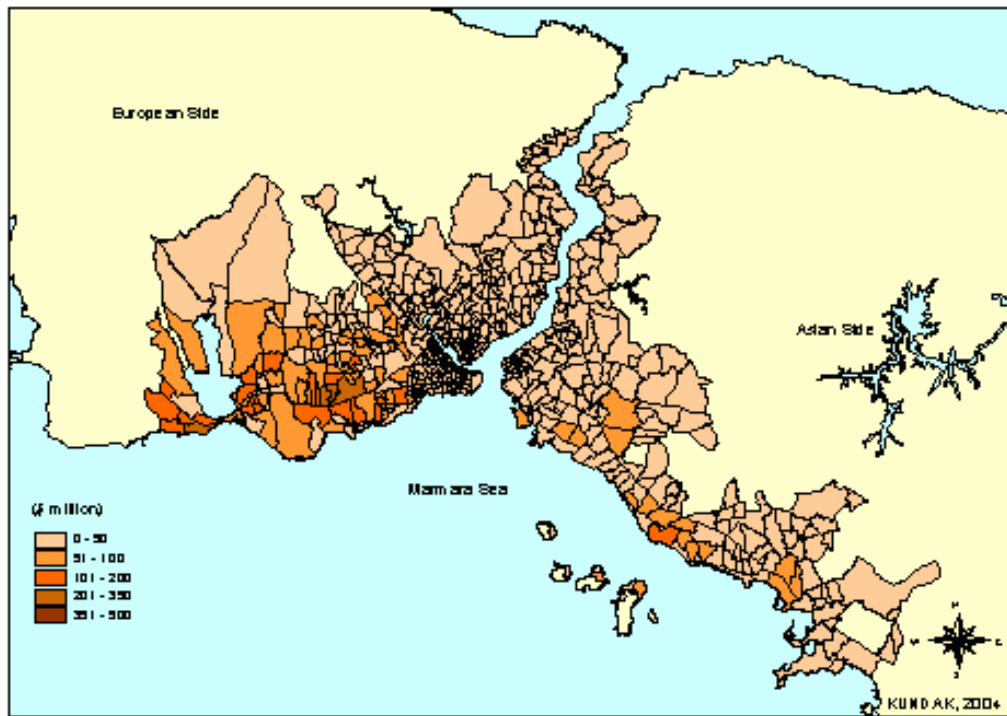 European Side
Asian Side
Marmara Sea
($ million)
0 - 50
51 - 100
101 - 200
201 - 350
351 - 500
N
W
E
S
KUNDAK, 2004